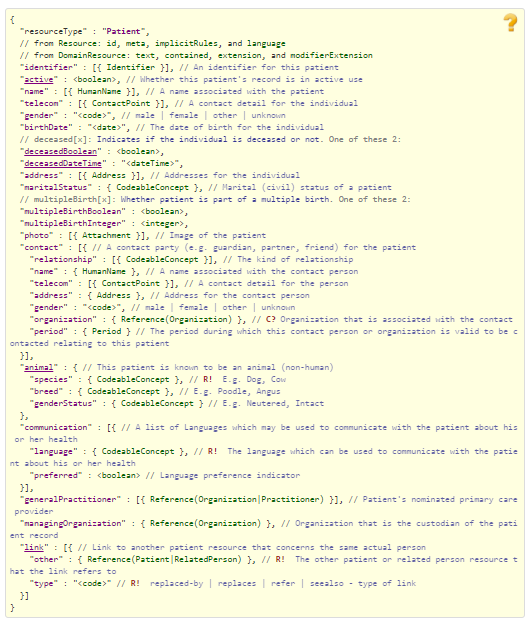 {
"resourceType" : "Patient",
// from Resource: id, meta, implicitRules, and language
// from DomainResource: text, contained, extension, and modifierExtension
"identifier" : [{ Identifier }], // An identifier for this patient
"active" : <boolean>, // Whether this patient's record is in active use
"name" : [{ HumanName }], // A name associated with the patient
"telecom" : [{ ContactPoint }], // A contact detail for the individual
"gender" : "<code>", // male | female | other | unknown
"birthDate" : "<date>", // The date of birth for the individual
// deceased[x]: Indicates if the individual is deceased or not. One of these 2:
"deceasedBoolean" : <boolean>,
"deceasedDateTime" : "<dateTime>",
"address" : [{ Address }], // Addresses for the individual
"maritalStatus" : { CodeableConcept }, // Marital (civil) status of a patient
// multipleBirth[x]: Whether patient is part of a multiple birth. One of these 2:
"multipleBirthBoolean" : <boolean>,
"multipleBirthInteger" : <integer>,
"photo" : [{ Attachment }], // Image of the patient
"contact" : [{ // A contact party (e.g. guardian, partner, friend) for the patient
"relationship" : [{ CodeableConcept }], // The kind of relationship
"name" : { HumanName }, // A name associated with the contact person
"telecom" : [{ ContactPoint }], // A contact detail for the person
"address" : { Address }, // Address for the contact person
"gender" : "<code>", // male | female | other | unknown
"organization" : { Reference(Organization) }, // C? Organization that is associated with the contact
"period" : { Period } // The period during which this contact person or organization is valid to be c
ontacted relating to this patient
}],
"animal" : { // This patient is known to be an animal (non-human)
"species" : { CodeableConcept }, // R!  E.g. Dog, Cow
"breed" : { CodeableConcept }, // E.g. Poodle, Angus
"genderStatus" : { CodeableConcept } // E.g. Neutered, Intact
},
"communication" : [{ // A list of Languages which may be used to communicate with the patient about his
or her health
"language" : { CodeableConcept }, // R!  The language which can be used to communicate with the patie
nt about his or her health
"preferred" : <boolean> // Language preference indicator
}],
"generalPractitioner" : [{ Reference(Organization|Practitioner) }], // Patient's nominated primary care
provider
"managingOrganization" : { Reference(Organization) }, // Organization that is the custodian of the pati
ent record
"link" : [{ // Link to another patient resource that concerns the same actual person
"other" : { Reference(Patient|RelatedPerson) }, // R!  The other patient or related person resource t
hat the link refers to
"type" : "<code>" // R!  replaced-by | replaces | refer | seealso - type of link
}]
}